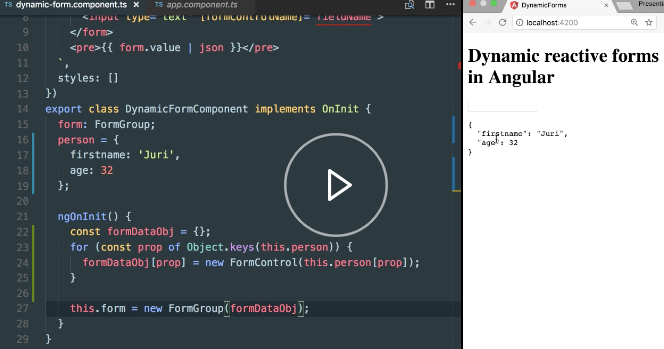 TS dynamic-form.component.ts ×
TS app.component.ts
8 <input type="text" [formControlName]="fieldName">
9 </form>
10 <pre>{{ form.value | json }}</pre>
11 `,
12 styles: []
13 })
14 export class DynamicFormComponent implements OnInit {
15 form: FormGroup;
16 person = {
17 firstname: 'Juri',
18 age: 32
19 };
20
21 ngOnInit() {
22 const formDataObj = {};
23 for (const prop of Object.keys(this.person)) {
24 formDataObj[prop] = new FormControl(this.person[prop]);
25 }
26
27 this.form = new FormGroup(formDataObj);
28 }
29 }
DynamicForms ×
Presenti
localhost:4200
Dynamic reactive forms
in Angular
{
"firstname": "Juri",
"age": 32
}